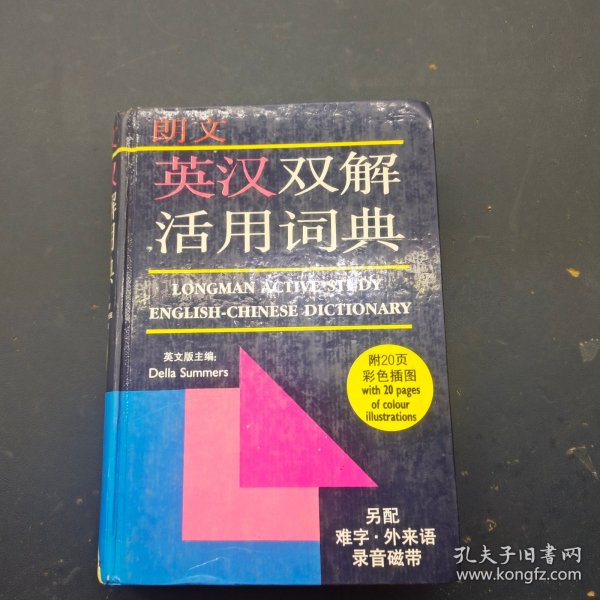 朗文
英汉双解
活用词典
LONGMAN ACTIVE STUDY
ENGLISH-CHINESE DICTIONARY
英文版主编:
Della Summers
附20页
彩色插图
with 20 pages
of colour
illustrations
另配
难字·外来语
录音磁带
孔夫子旧书网
www.kongfz.com